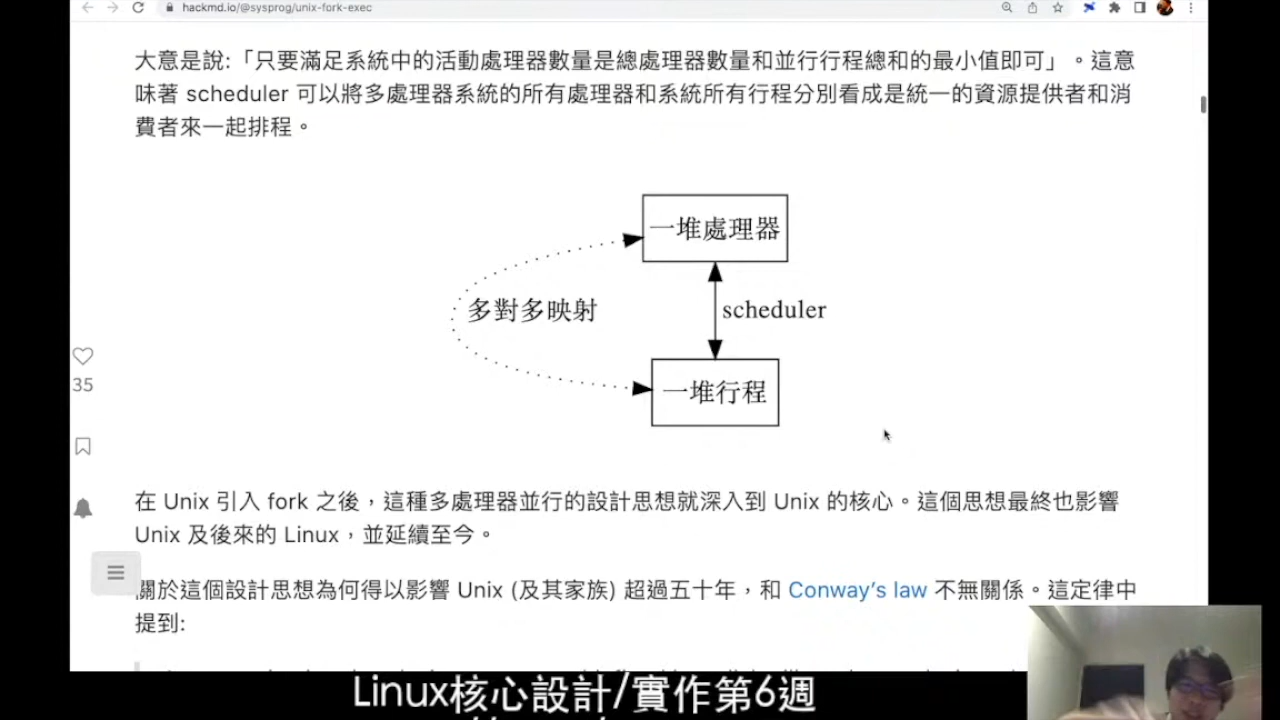 hackmd.io/@sysprog/unix-fork-exec
大意是說:「只要滿足系統中的活動處理器數量是總處理器數量和並行行程總和的最小值即可」。這意
味著 scheduler 可以將多處理器系統的所有處理器和系統所有行程分別看成是統一的資源提供者和消
費者來一起排程。
一堆處理器
多對多映射
scheduler
一堆行程
35
在 Unix 引入 fork 之後，這種多處理器並行的設計思想就深入到 Unix 的核心。這個思想最終也影響
Unix 及後來的 Linux，並延續至今。
關於這個設計思想為何得以影響 Unix (及其家族) 超過五十年，和 Conway's law 不無關係。這定律中
提到:
Linux核心設計/實作第6週